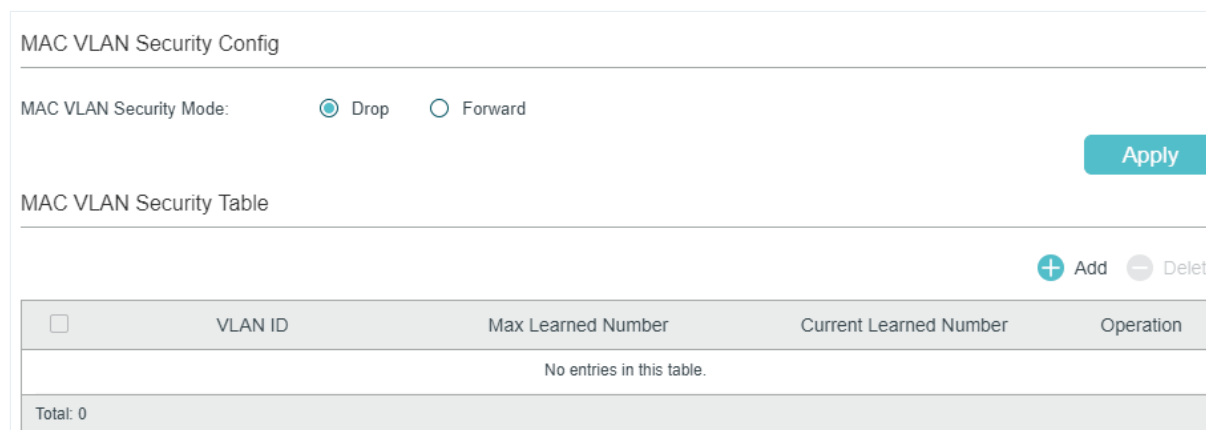 MAC VLAN Security Config
MAC VLAN Security Mode: Drop Forward
Apply
MAC VLAN Security Table
Add Delet
VLAN ID Max Learned Number Current Learned Number Operation
No entries in this table.
Total: 0